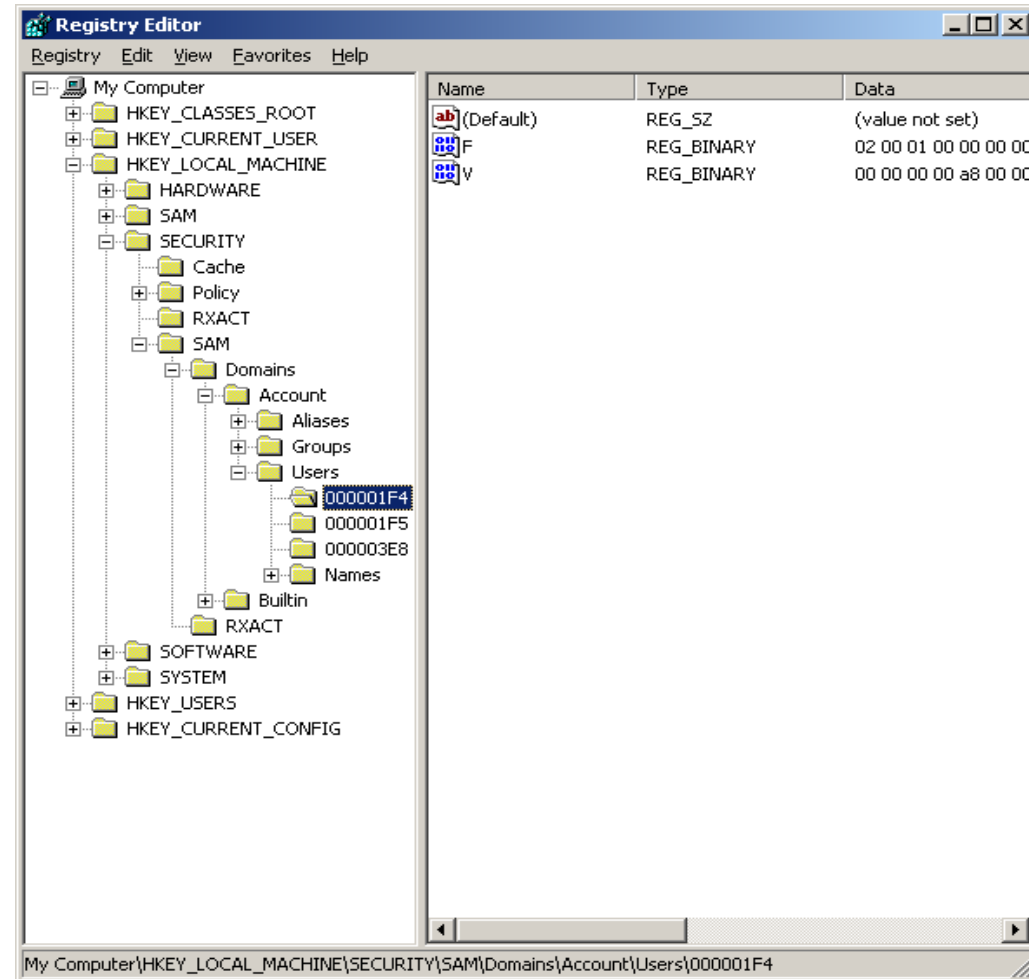 Registry Editor
Registry Edit View Favorites Help
My Computer
HKEY_CLASSES_ROOT
HKEY_CURRENT_USER
HKEY_LOCAL_MACHINE
HARDWARE
SAM
SECURITY
Cache
Policy
RXACT
SAM
Domains
Account
Aliases
Groups
Users
000001F4
000001F5
000003E8
Names
Builtin
RXACT
SOFTWARE
SYSTEM
HKEY_USERS
HKEY_CURRENT_CONFIG
Name Type Data
(Default) REG_SZ (value not set)
F REG_BINARY 02 00 01 00 00 00 00
V REG_BINARY 00 00 00 00 a8 00 00
My Computer\HKEY_LOCAL_MACHINE\SECURITY\SAM\Domains\Account\Users\000001F4